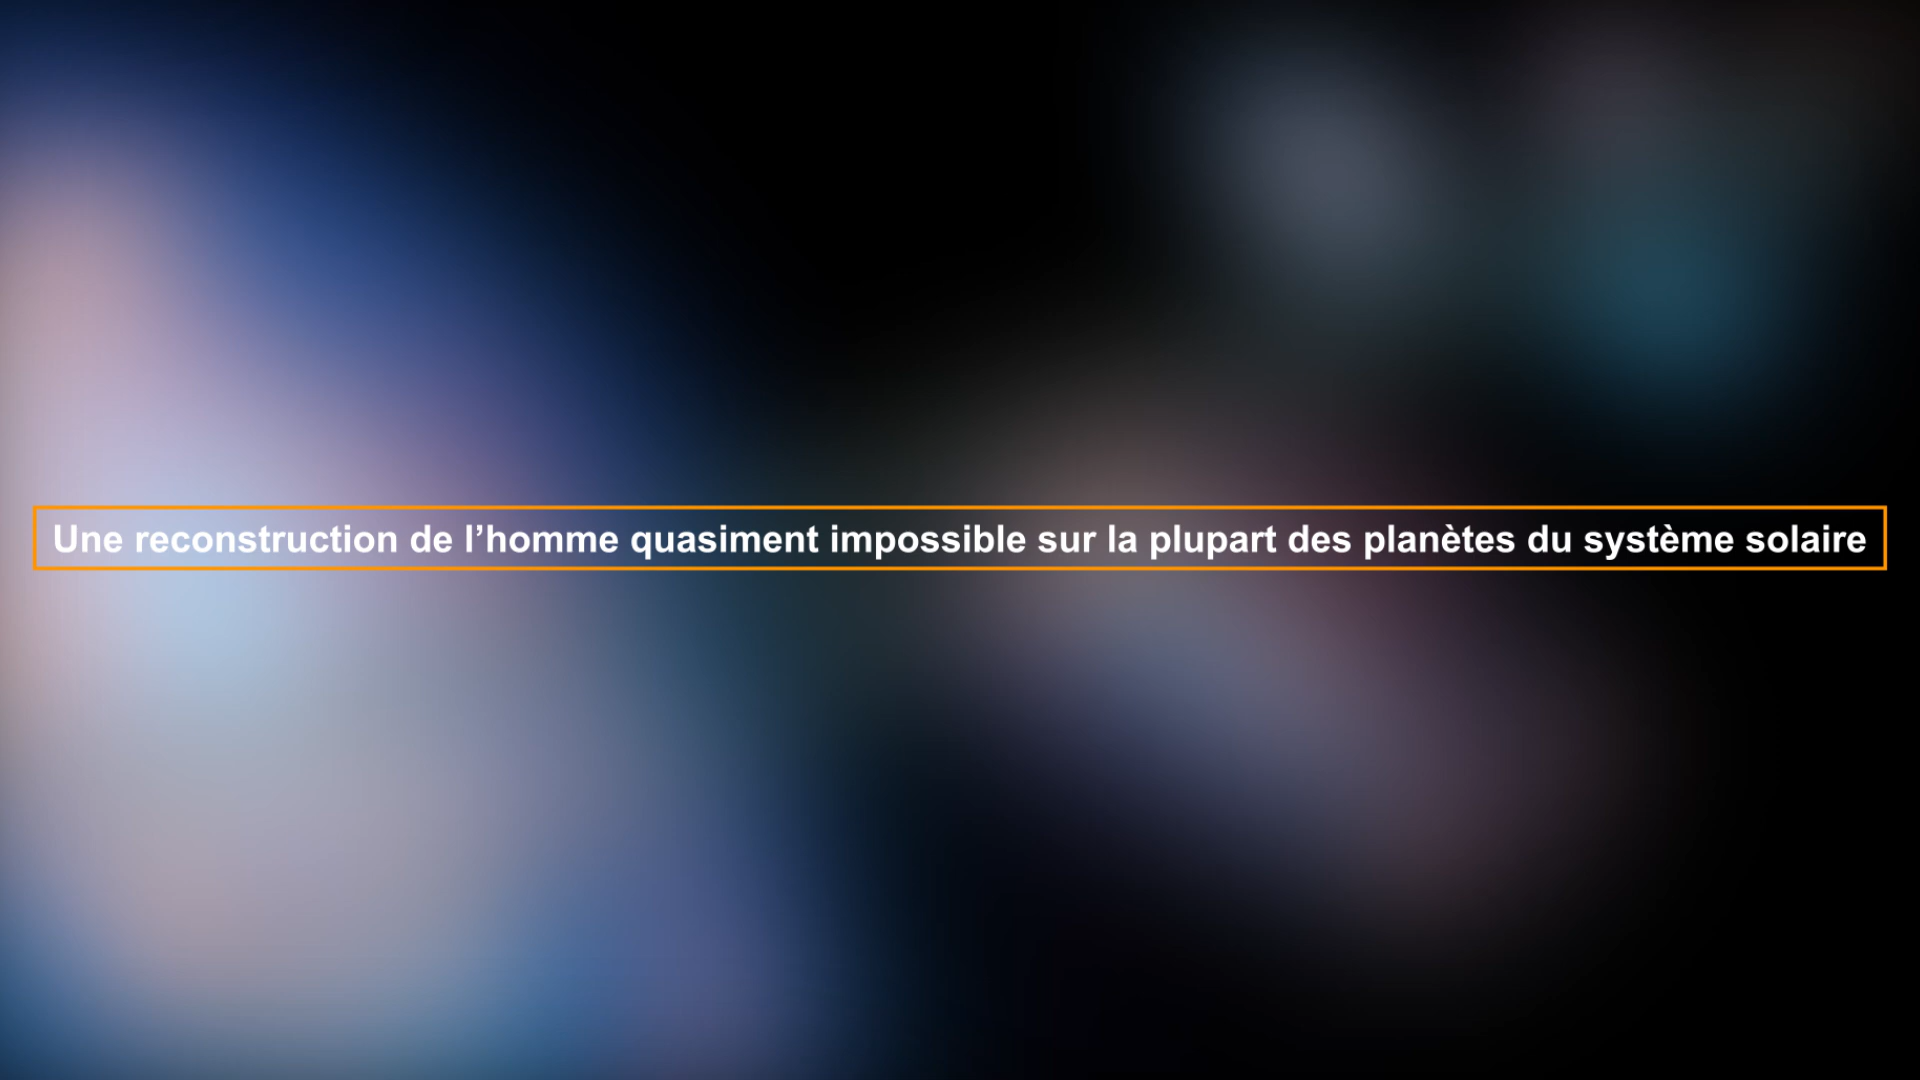 Une reconstruction de l’homme quasiment impossible sur la plupart des planètes du système solaire